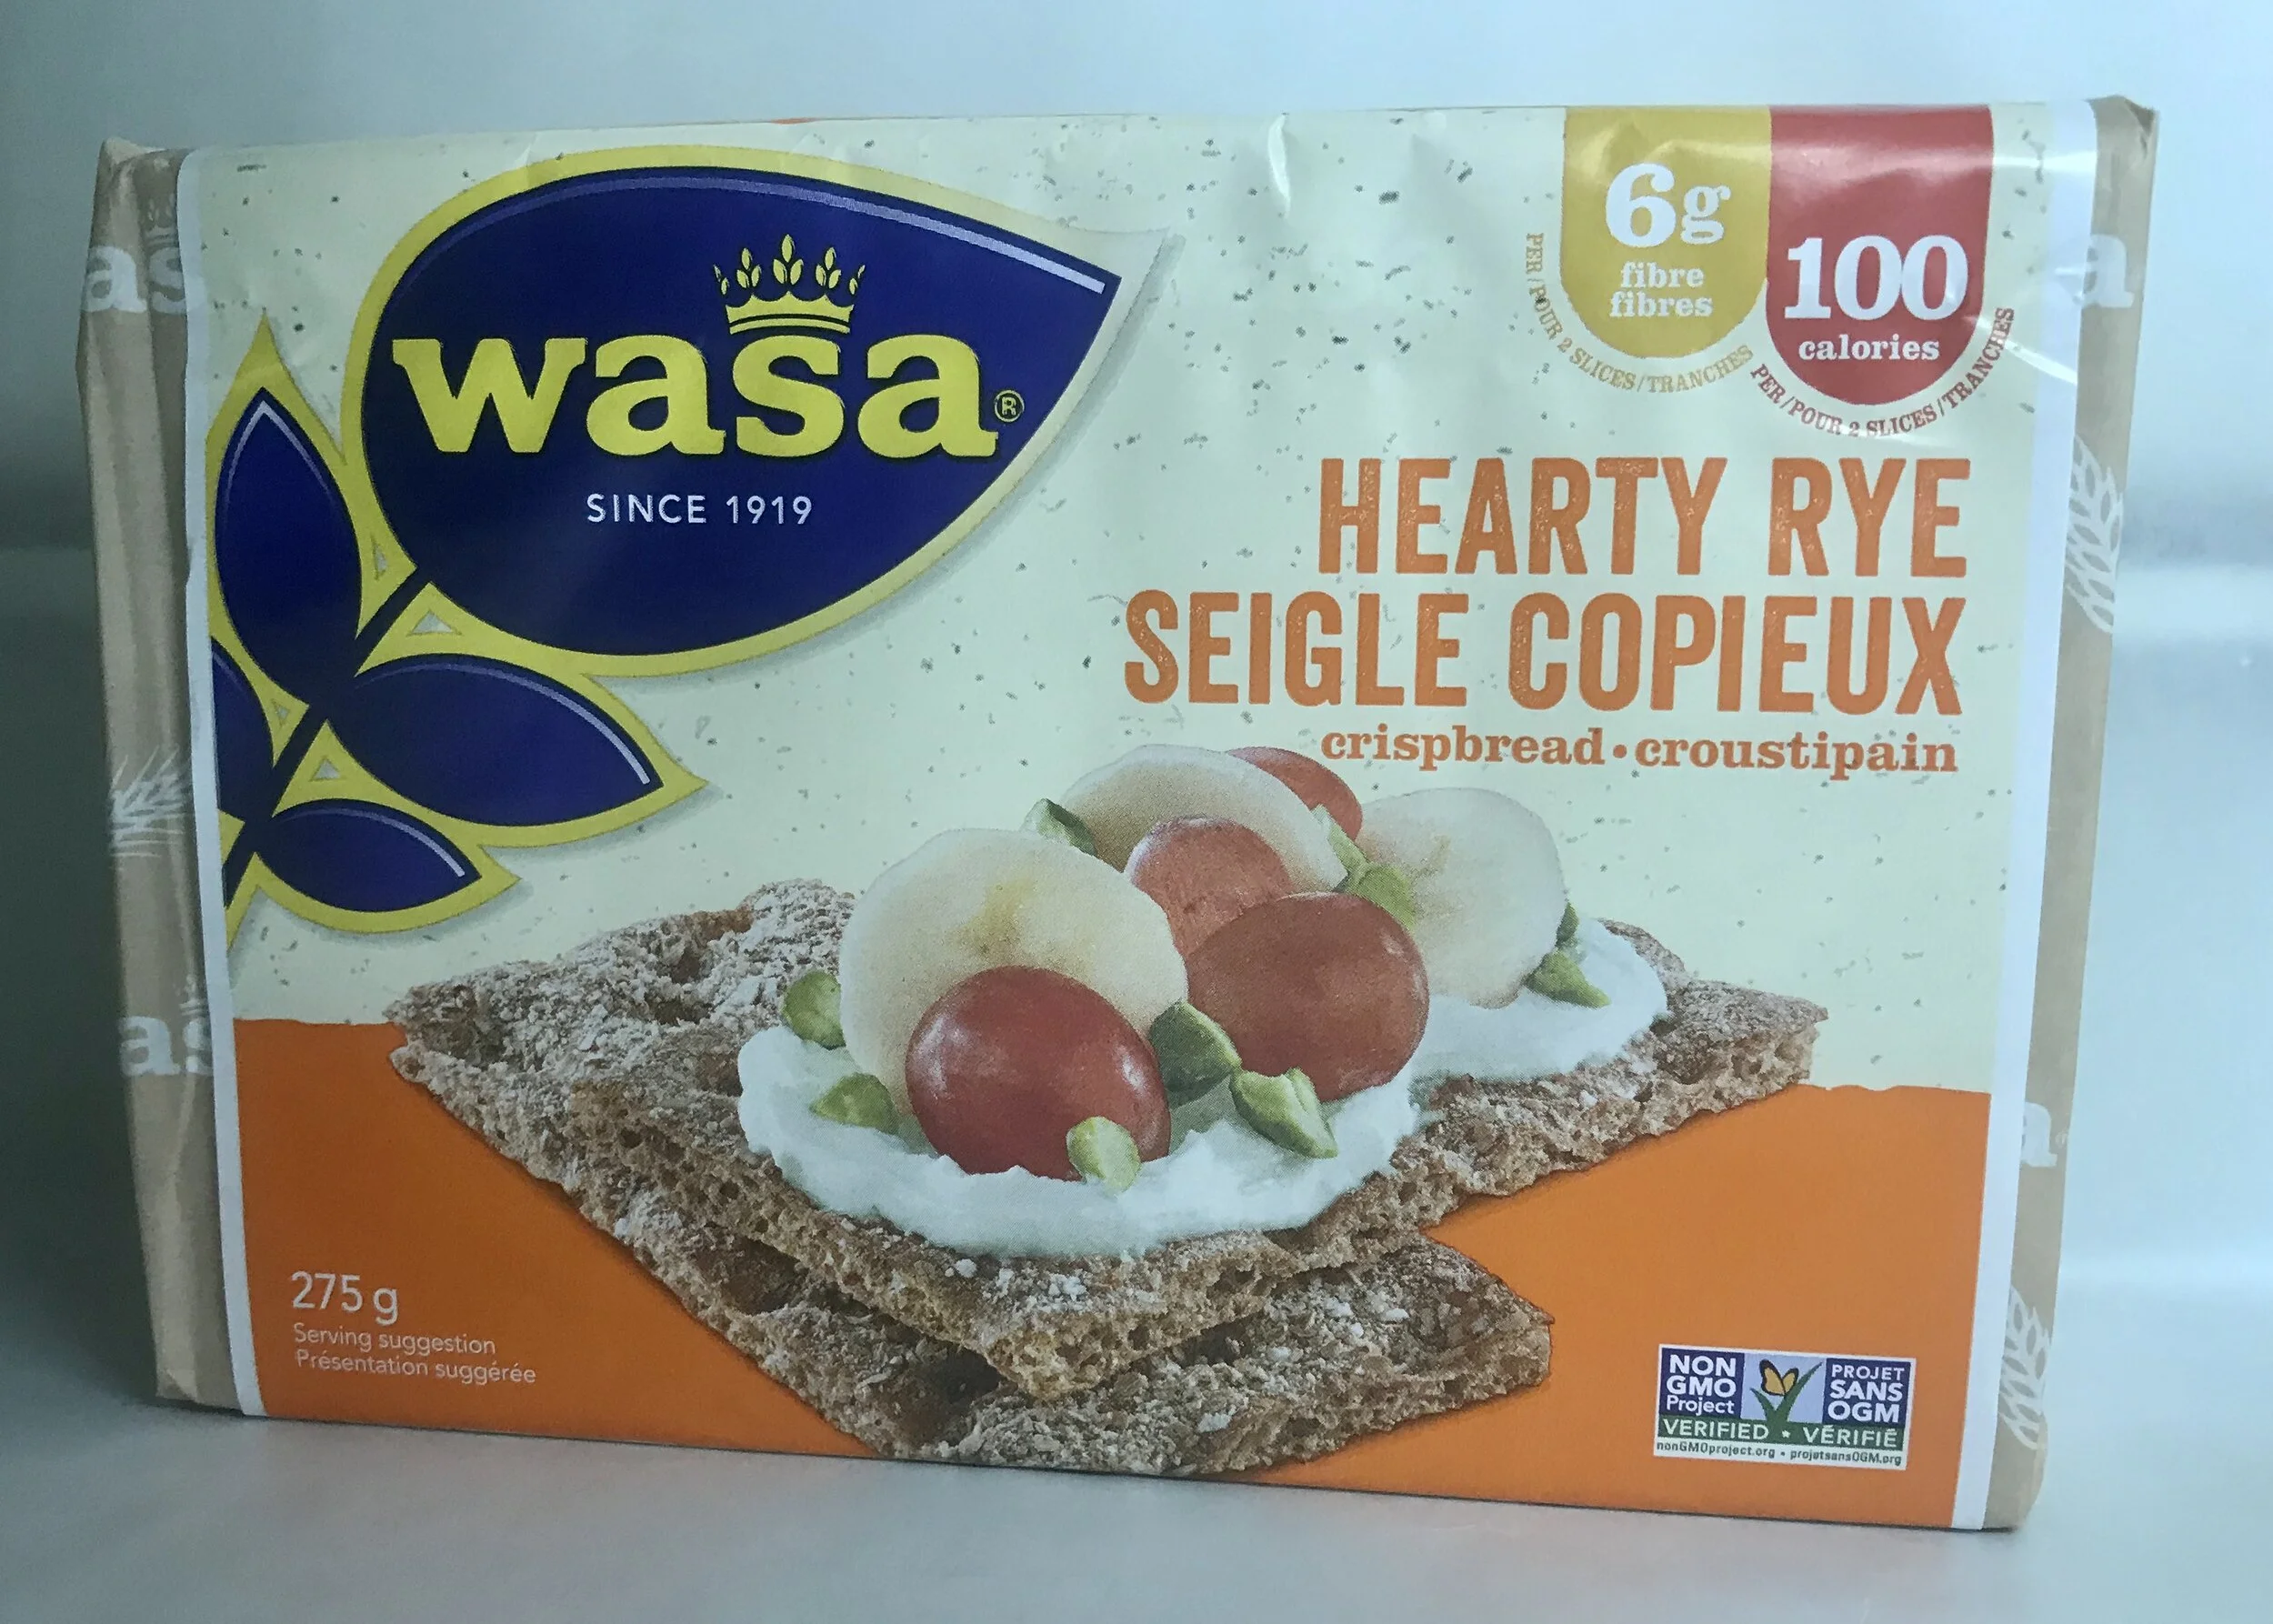 wasa®
SINCE 1919
6g
fibre
fibres
PER/POUR 2 SLICES/TRANCHES
100
calories
PER/POUR 2 SLICES/TRANCHES
HEARTY RYE
SEIGLE COPIEUX
crispbread • croustipain
275 g
Serving suggestion
Présentation suggérée
NON
GMO
Project
PROJET
SANS
OGM
VERIFIED • VÉRIFIÉ
nonGMOproject.org • projetsansOGM.org
as
as
a
a